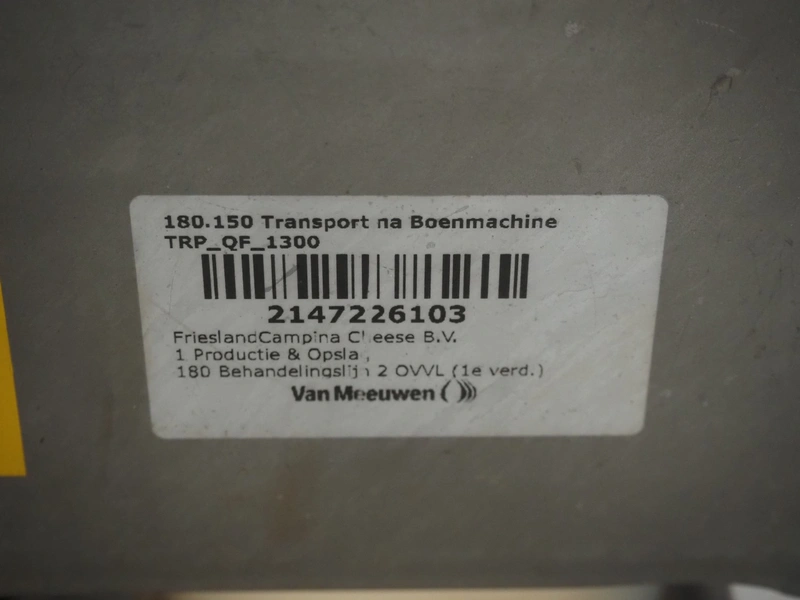 180.150 Transport na Boenmachine
TRP_QF_1300
2147226103
FrieslandCampina Cheese B.V.
1 Productie & Opsla
180 Behandelingslijn 2 OVVL (1e verd.)
Van Meeuwen